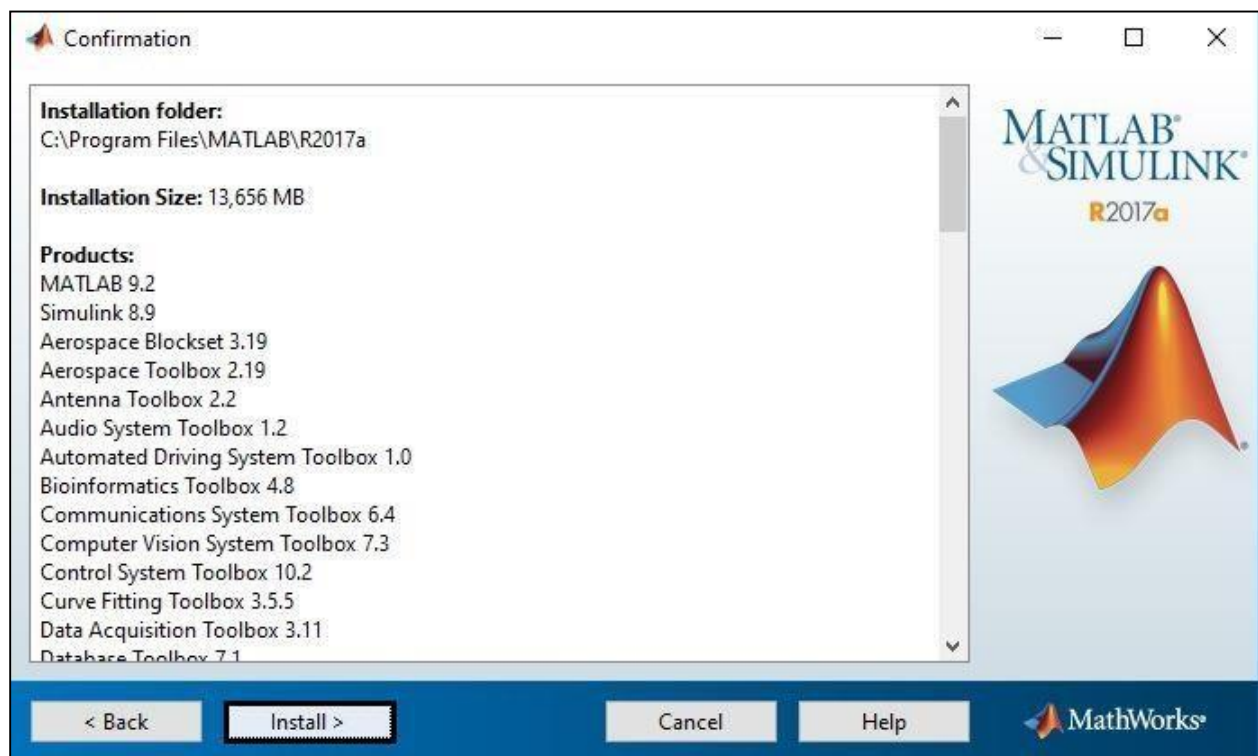 Confirmation
Installation folder:
C:\Program Files\MATLAB\R2017a
Installation Size: 13,656 MB
Products:
MATLAB 9.2
Simulink 8.9
Aerospace Blockset 3.19
Aerospace Toolbox 2.19
Antenna Toolbox 2.2
Audio System Toolbox 1.2
Automated Driving System Toolbox 1.0
Bioinformatics Toolbox 4.8
Communications System Toolbox 6.4
Computer Vision System Toolbox 7.3
Control System Toolbox 10.2
Curve Fitting Toolbox 3.5.5
Data Acquisition Toolbox 3.11
Database Toolbox 7.1
MATLAB®
&SIMULINK®
R2017a
< Back
Install >
Cancel
Help
MathWorks®